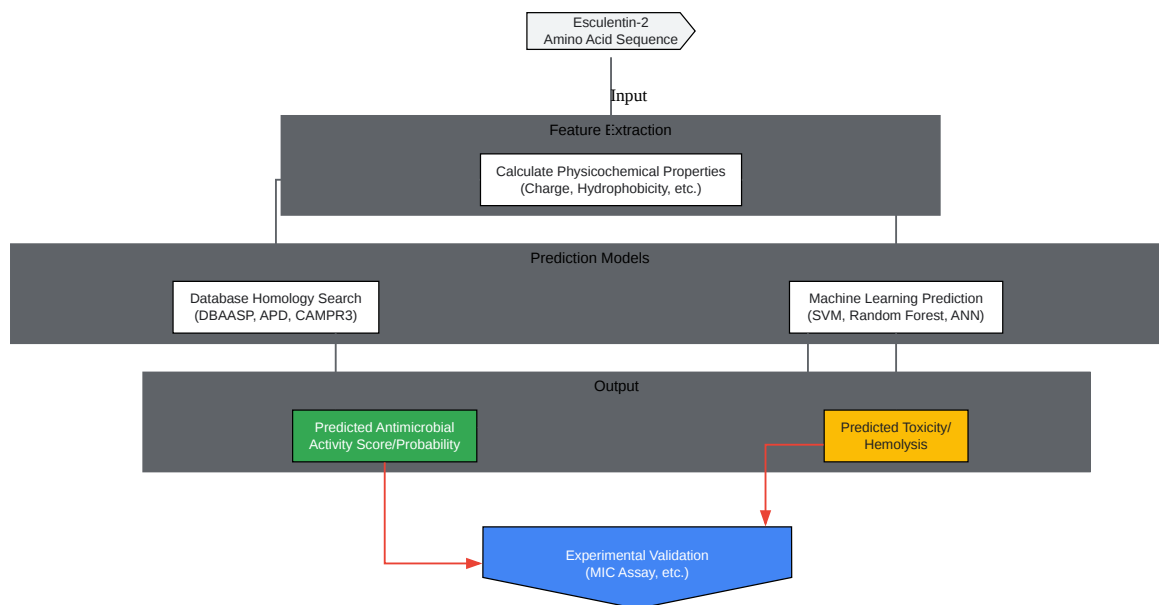 Esculentin-2
Amino Acid Sequence
Input
Feature Extraction
Calculate Physicochemical Properties
(Charge, Hydrophobicity, etc.)
Prediction Models
Database Homology Search
(DBAASP, APD, CAMPR3)
Machine Learning Prediction
(SVM, Random Forest, ANN)
Output
Predicted Antimicrobial
Activity Score/Probability
Predicted Toxicity/
Hemolysis
Experimental Validation
(MIC Assay, etc.)